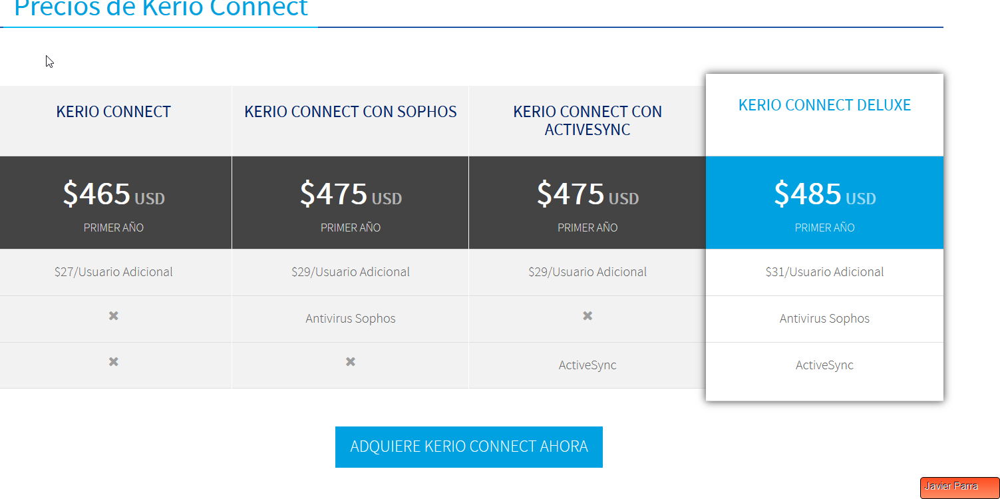 Precios de Kerio Connect
KERIO CONNECT
KERIO CONNECT CON SOPHOS
KERIO CONNECT CON
ACTIVESYNC
KERIO CONNECT DELUXE
$465 USD
PRIMER AÑO
$475 USD
PRIMER AÑO
$475 USD
PRIMER AÑO
$485 USD
PRIMER AÑO
$27/Usuario Adicional
$29/Usuario Adicional
$29/Usuario Adicional
$31/Usuario Adicional
Antivirus Sophos
Antivirus Sophos
ActiveSync
ActiveSync
ADQUIERE KERIO CONNECT AHORA
Javier Parra